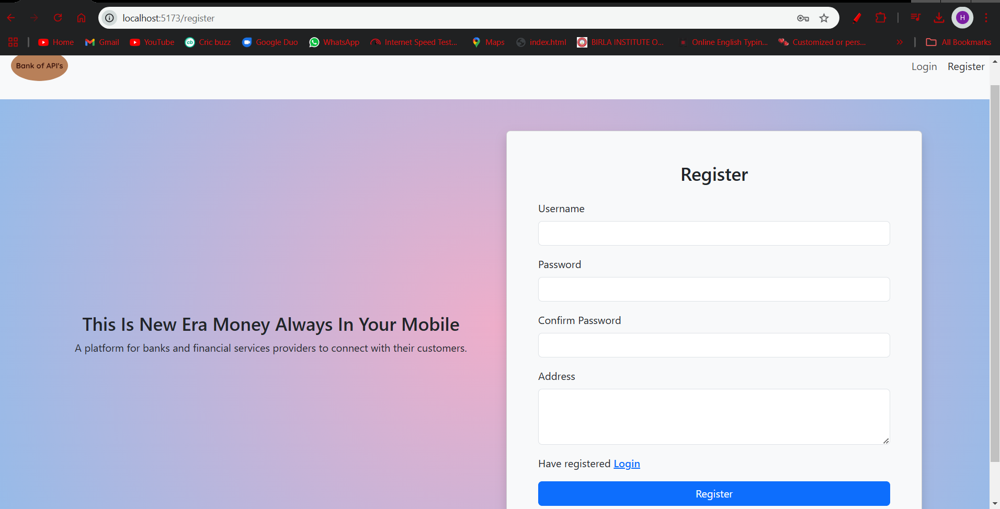 localhost:5173/register
H
Home
Gmail
YouTube
cb
Cric buzz
Google Duo
WhatsApp
Internet Speed Test...
Maps
index.html
BIRLA INSTITUTE O...
Online English Typin...
Customized or pers...
»
All Bookmarks
Bank of API's
Login
Register
Register
Username
Password
This Is New Era Money Always In Your Mobile
A platform for banks and financial services providers to connect with their customers.
Confirm Password
Address
Have registered Login
Register